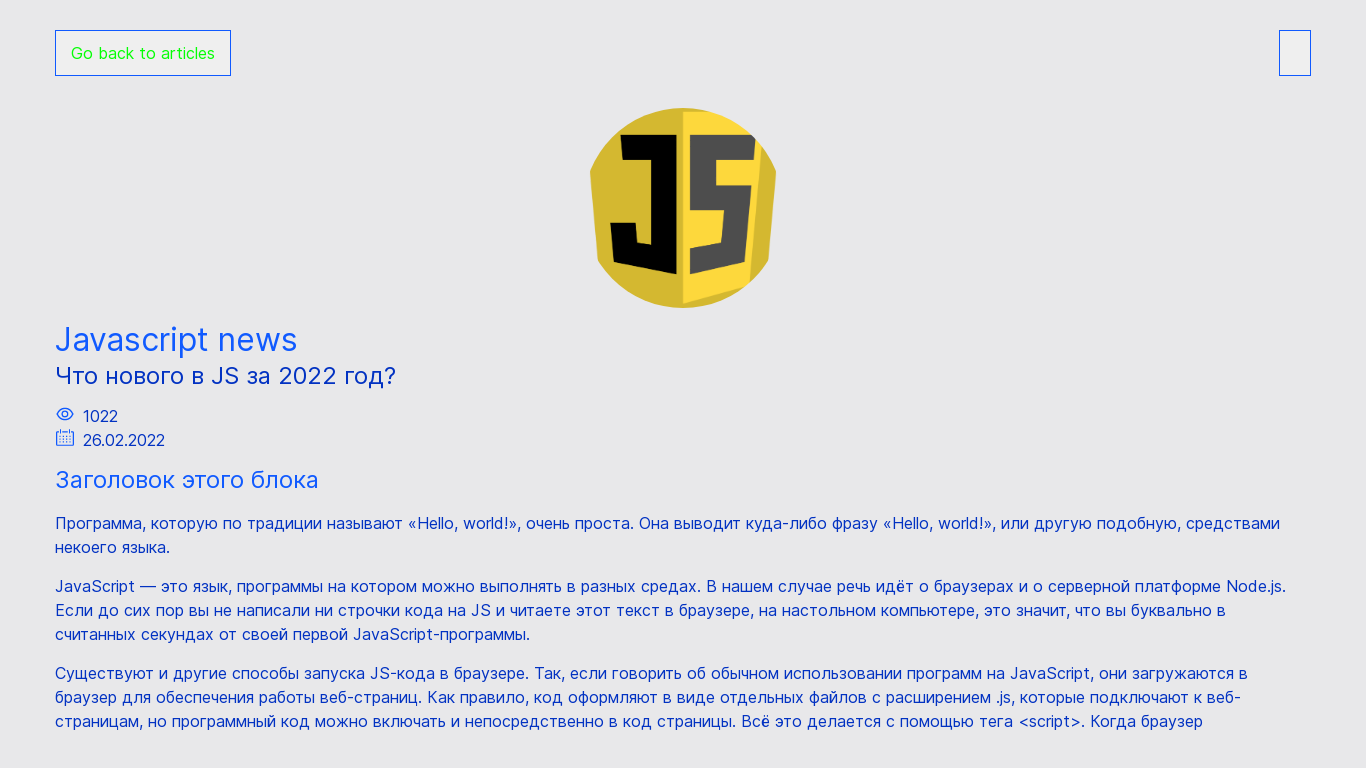 Go back to articles
JS
Javascript news
Что нового в JS за 2022 год?
1022
26.02.2022
Заголовок этого блока
Программа, которую по традиции называют «Hello, world!», очень проста. Она выводит куда-либо фразу «Hello, world!», или другую подобную, средствами
некоего языка.
JavaScript — это язык, программы на котором можно выполнять в разных средах. В нашем случае речь идёт о браузерах и о серверной платформе Node.js.
Если до сих пор вы не написали ни строчки кода на JS и читаете этот текст в браузере, на настольном компьютере, это значит, что вы буквально в
считанных секундах от своей первой JavaScript-программы.
Существуют и другие способы запуска JS-кода в браузере. Так, если говорить об обычном использовании программ на JavaScript, они загружаются в
браузер для обеспечения работы веб-страниц. Как правило, код оформляют в виде отдельных файлов с расширением .js, которые подключают к веб-
страницам, но программный код можно включать и непосредственно в код страницы. Всё это делается с помощью тега <script>. Когда браузер